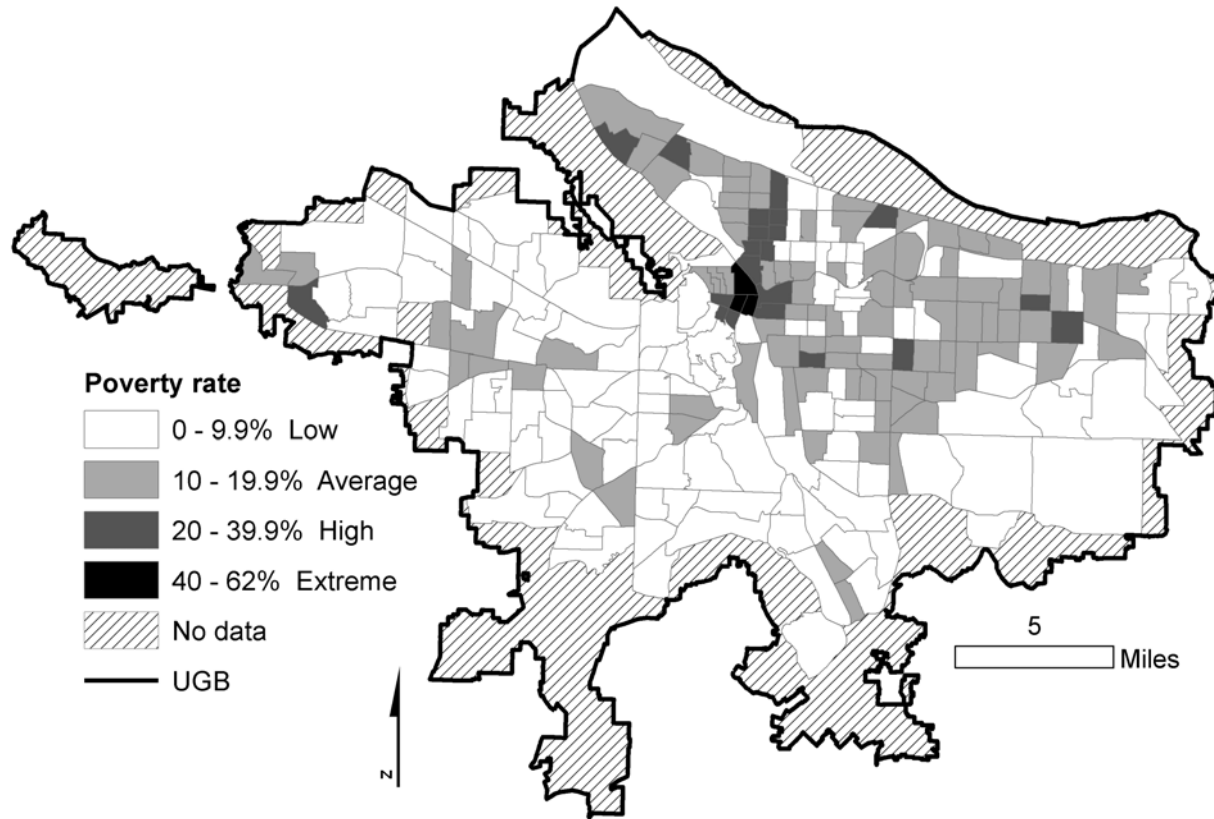 Poverty rate
0 - 9.9% Low
10 - 19.9% Average
20 - 39.9% High
40 - 62% Extreme
No data
UGB
z
5
Miles